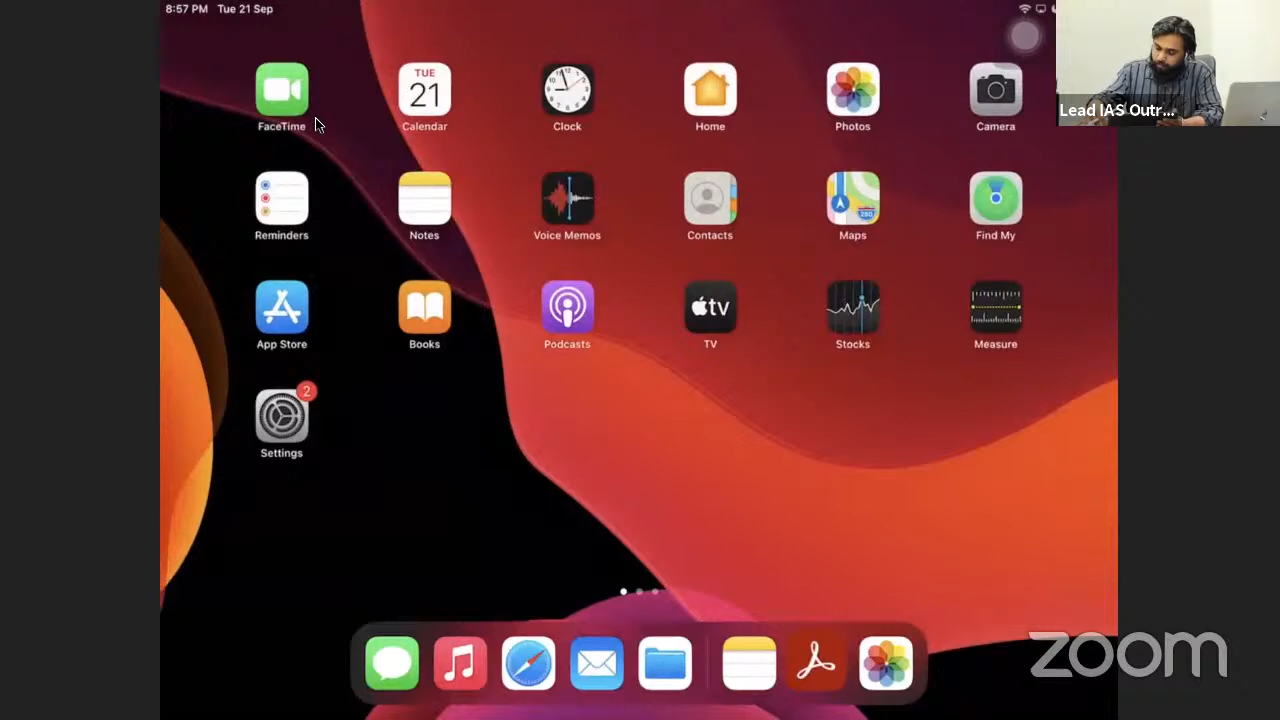 8:57 PM Tue 21 Sep
Lead IAS Outr...
TUE
21
FaceTime
Calendar
Clock
Home
Photos
Camera
280
Reminders
Notes
Voice Memos
Contacts
Maps
Find My
tv
App Store
Books
Podcasts
TV
Stocks
Measure
2
Settings
zoom